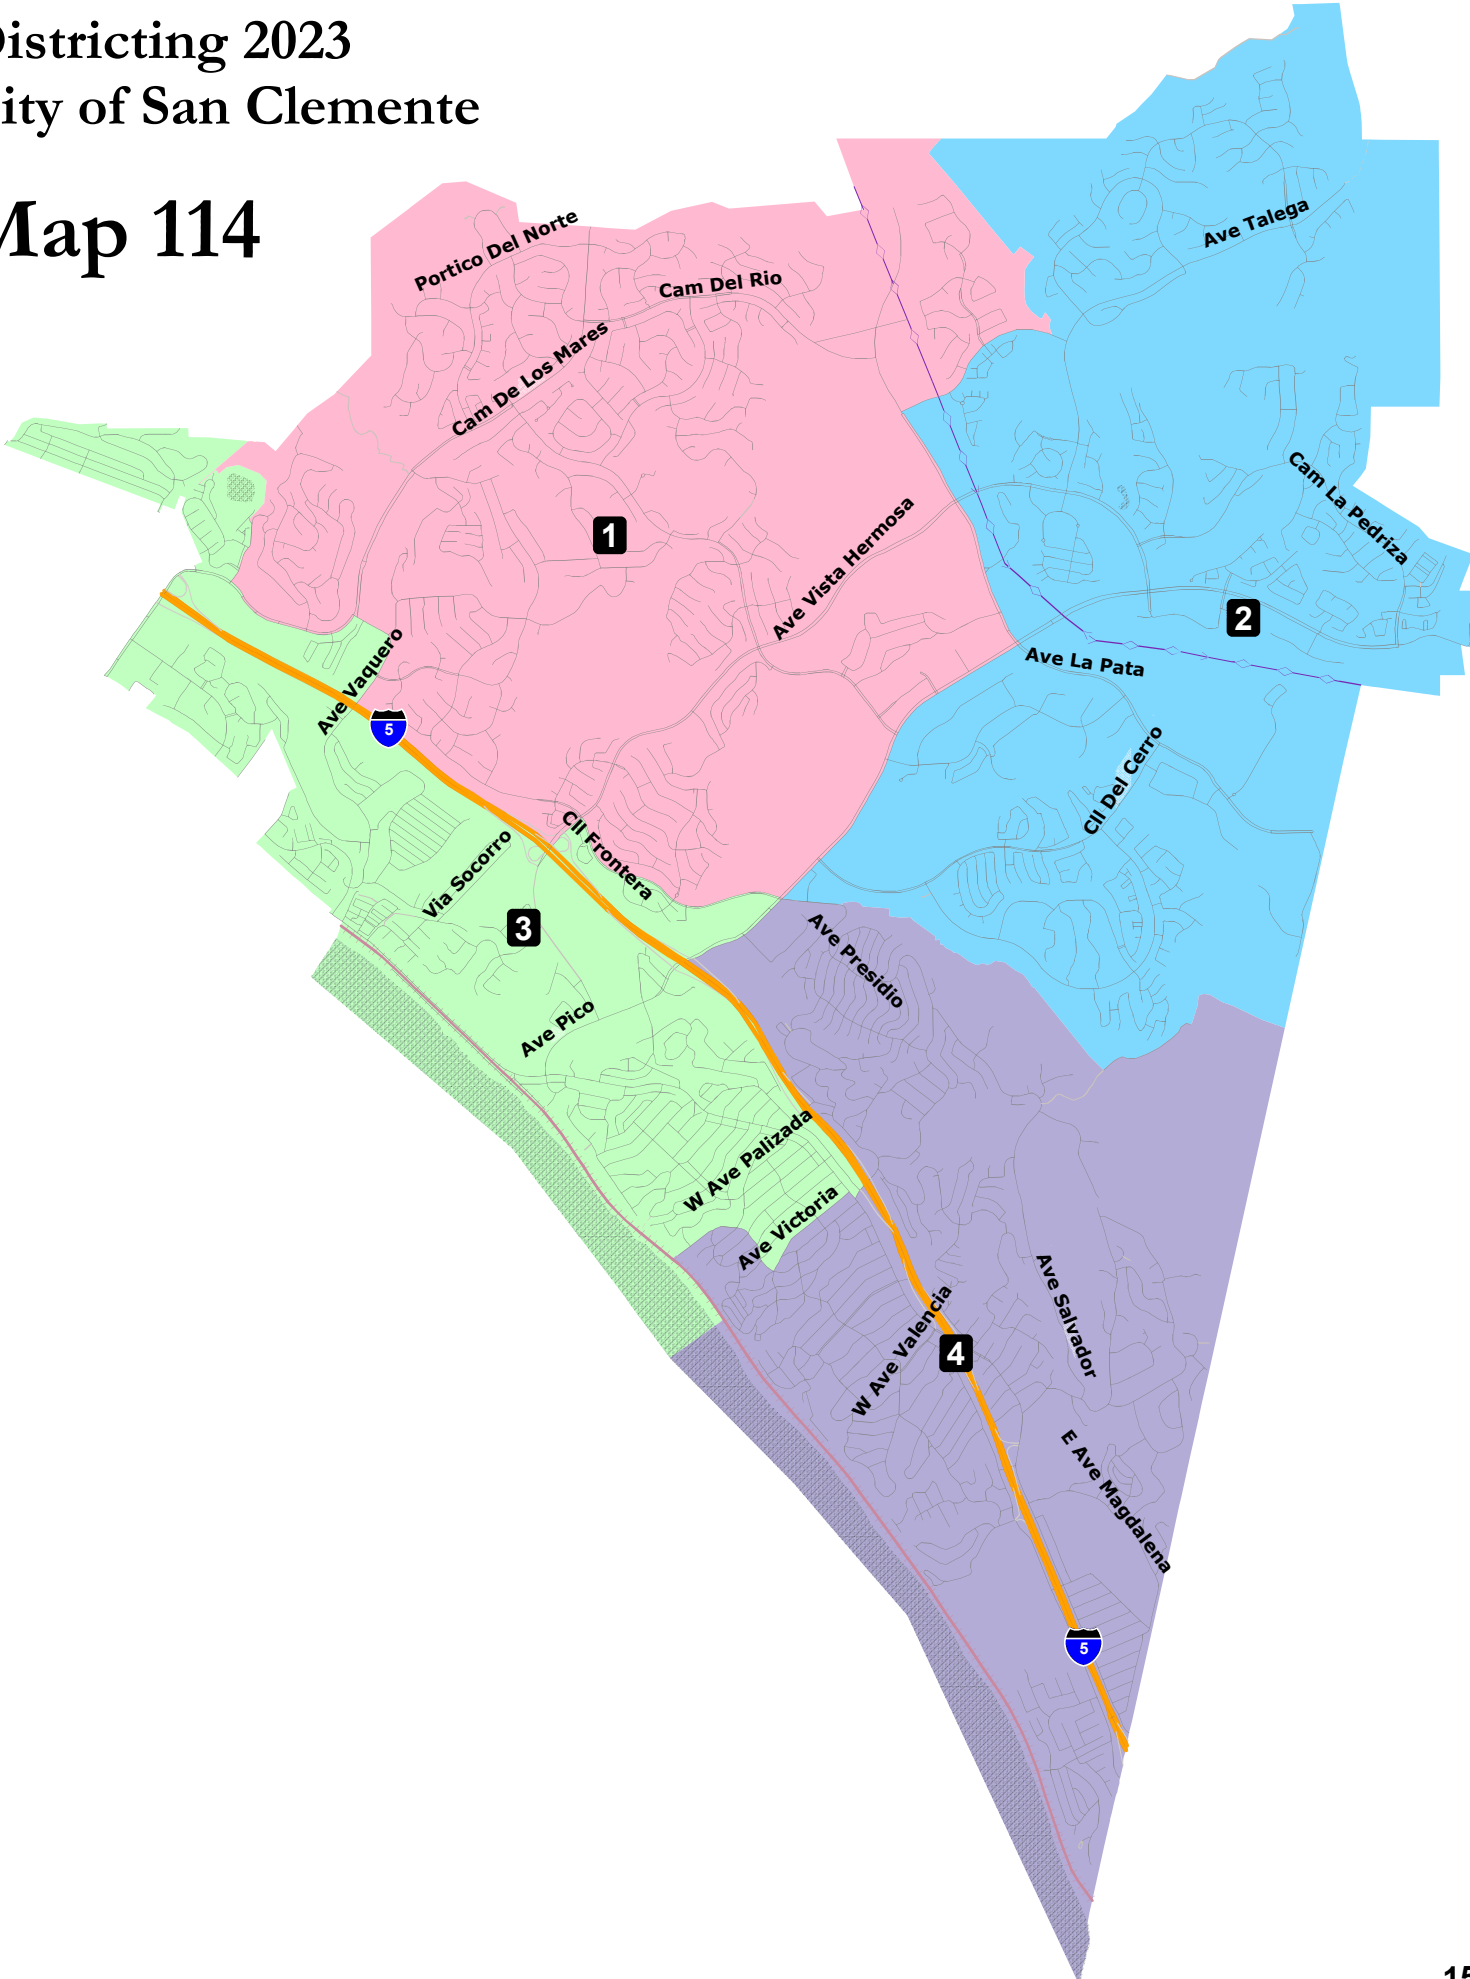 Districting 2023
ity of San Clemente
Map 114
Portico Del Norte
Cam Del Rio
Ave Talega
Cam De Los Mares
Cam La Pedriza
Ave Vista Hermosa
1
2
Ave Vaquero
Ave La Pata
5
Cll Del Cerro
Cll Frontera
Via Socorro
3
Ave Presidio
Ave Pico
W Ave Palizada
Ave Victoria
Ave Salvador
W Ave Valencia
4
E Ave Magdalena
5